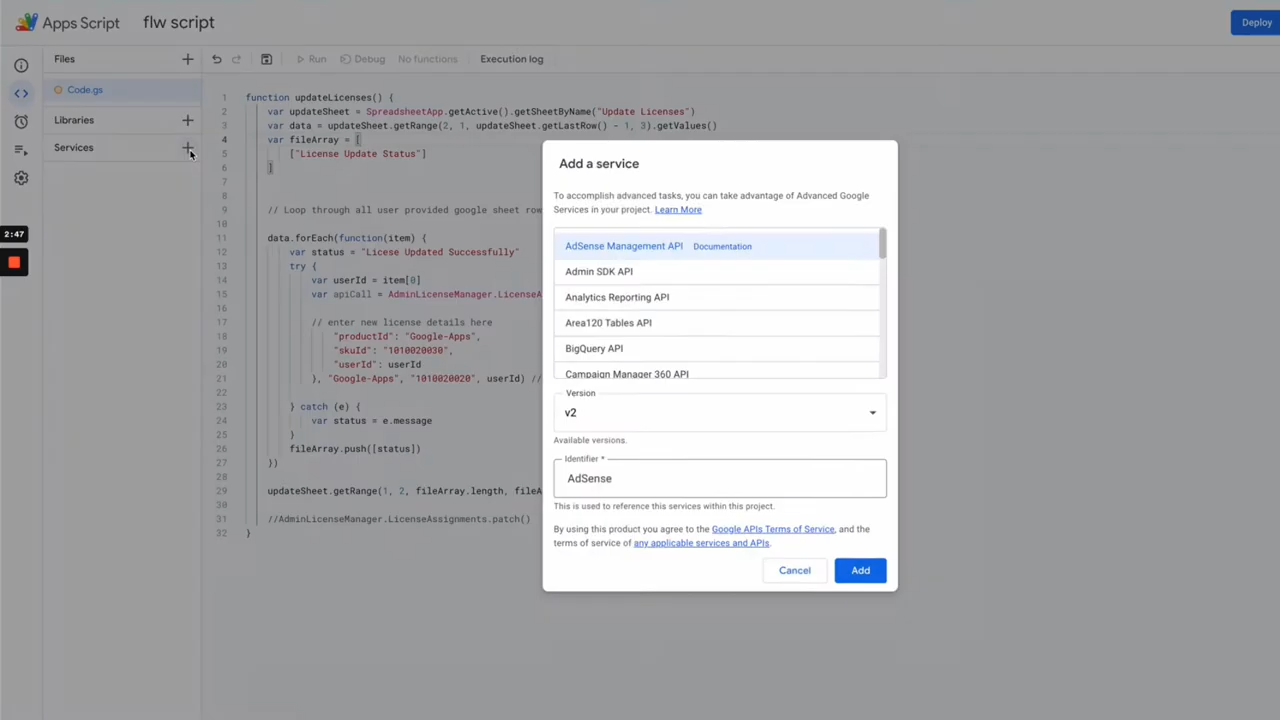 Apps Script
flw script
Deploy
Files
Run
Debug
No functions
Execution log
Code.gs
Libraries
Services
2:47
1 function updateLicenses() {
2 var updateSheet = SpreadsheetApp.getActive().getSheetByName("Update Licenses")
3 var data = updateSheet.getRange(2, 1, updateSheet.getLastRow() - 1, 3).getValues()
4 var fileArray = [
5 ["License Update Status"]
6 ]
7
8
9 // Loop through all user provided google sheet row
10
11 data.forEach(function(item) {
12 var status = "Licese Updated Successfully"
13 try {
14 var userId = item[0]
15 var apiCall = AdminLicenseManager.LicenseA
16
17 // enter new license details here
18 "productId": "Google-Apps",
19 "skuId": "1010020030",
20 "userId": userId
21 }, "Google-Apps", "1010020020", userId) //
22
23 } catch (e) {
24 var status = e.message
25 }
26 fileArray.push([status])
27 })
28
29 updateSheet.getRange(1, 2, fileArray.length, fileA
30
31 //AdminLicenseManager.LicenseAssignments.patch()
32 }
Add a service
To accomplish advanced tasks, you can take advantage of Advanced Google
Services in your project. Learn More
AdSense Management API Documentation
Admin SDK API
Analytics Reporting API
Area120 Tables API
BigQuery API
Campaign Manager 360 API
Version
v2
Available versions.
Identifier *
AdSense
This is used to reference this services within this project.
By using this product you agree to the Google APIs Terms of Service, and the
terms of service of any applicable services and APIs.
Cancel
Add